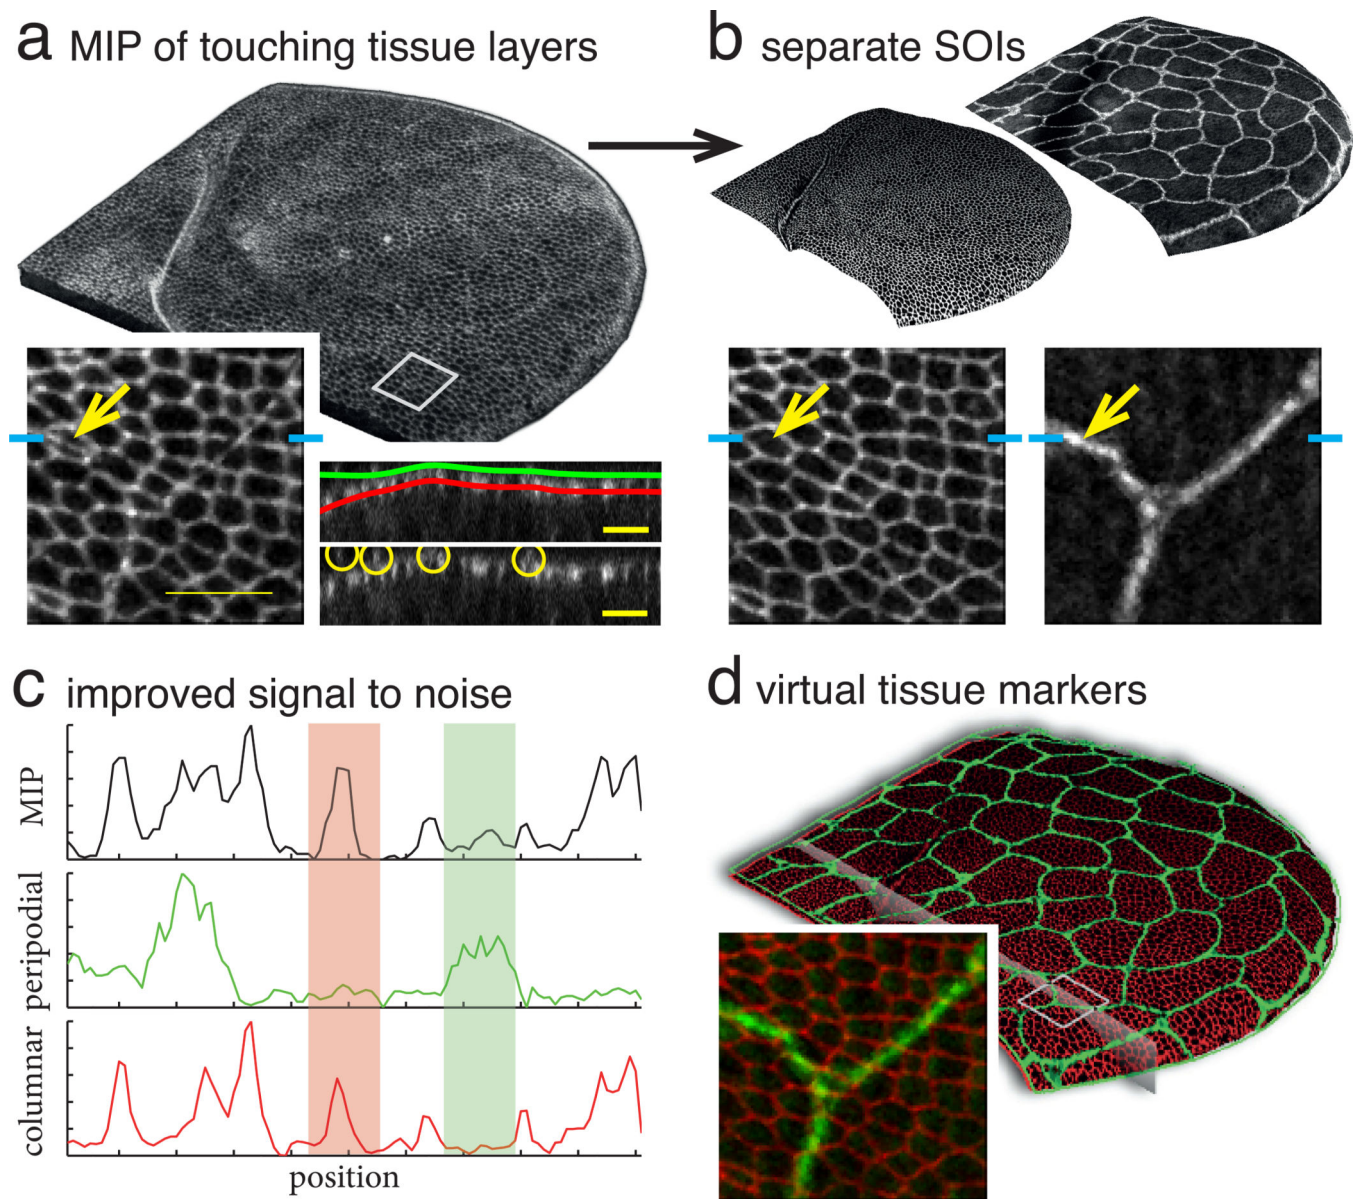 a MIP of touching tissue layers
b separate SOIs
c improved signal to noise
MIP
peripodial
columnar
position
d virtual tissue markers